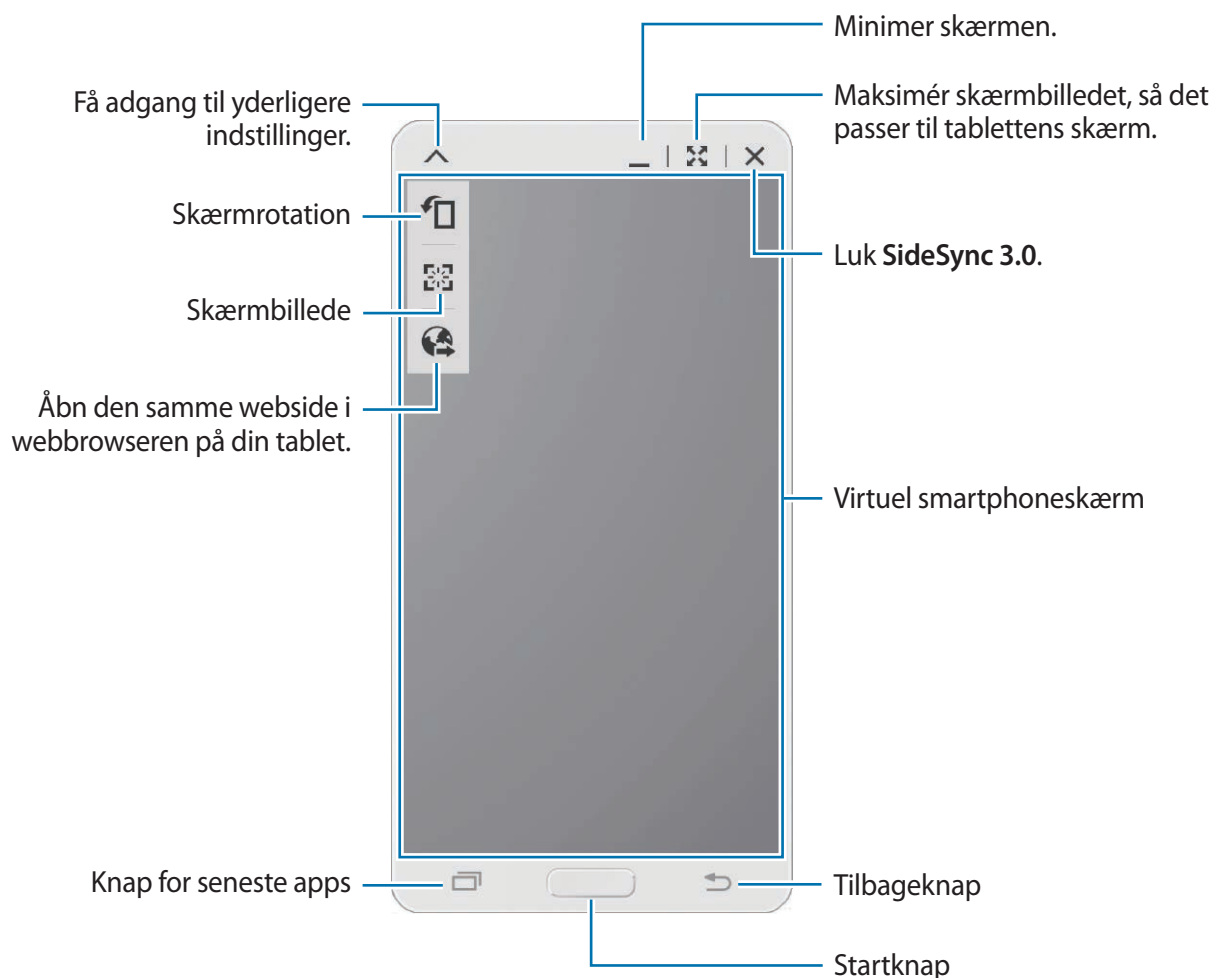 Minimer skærmen.
Få adgang til yderligere
indstillinger.
Maksimér skærmbilledet, så det
passer til tablettens skærm.
Skærmrotation
Luk SideSync 3.0.
Skærmbillede
Åbn den samme webside i
webbrowseren på din tablet.
Virtuel smartphoneskærm
Knap for seneste apps
Tilbageknap
Startknap